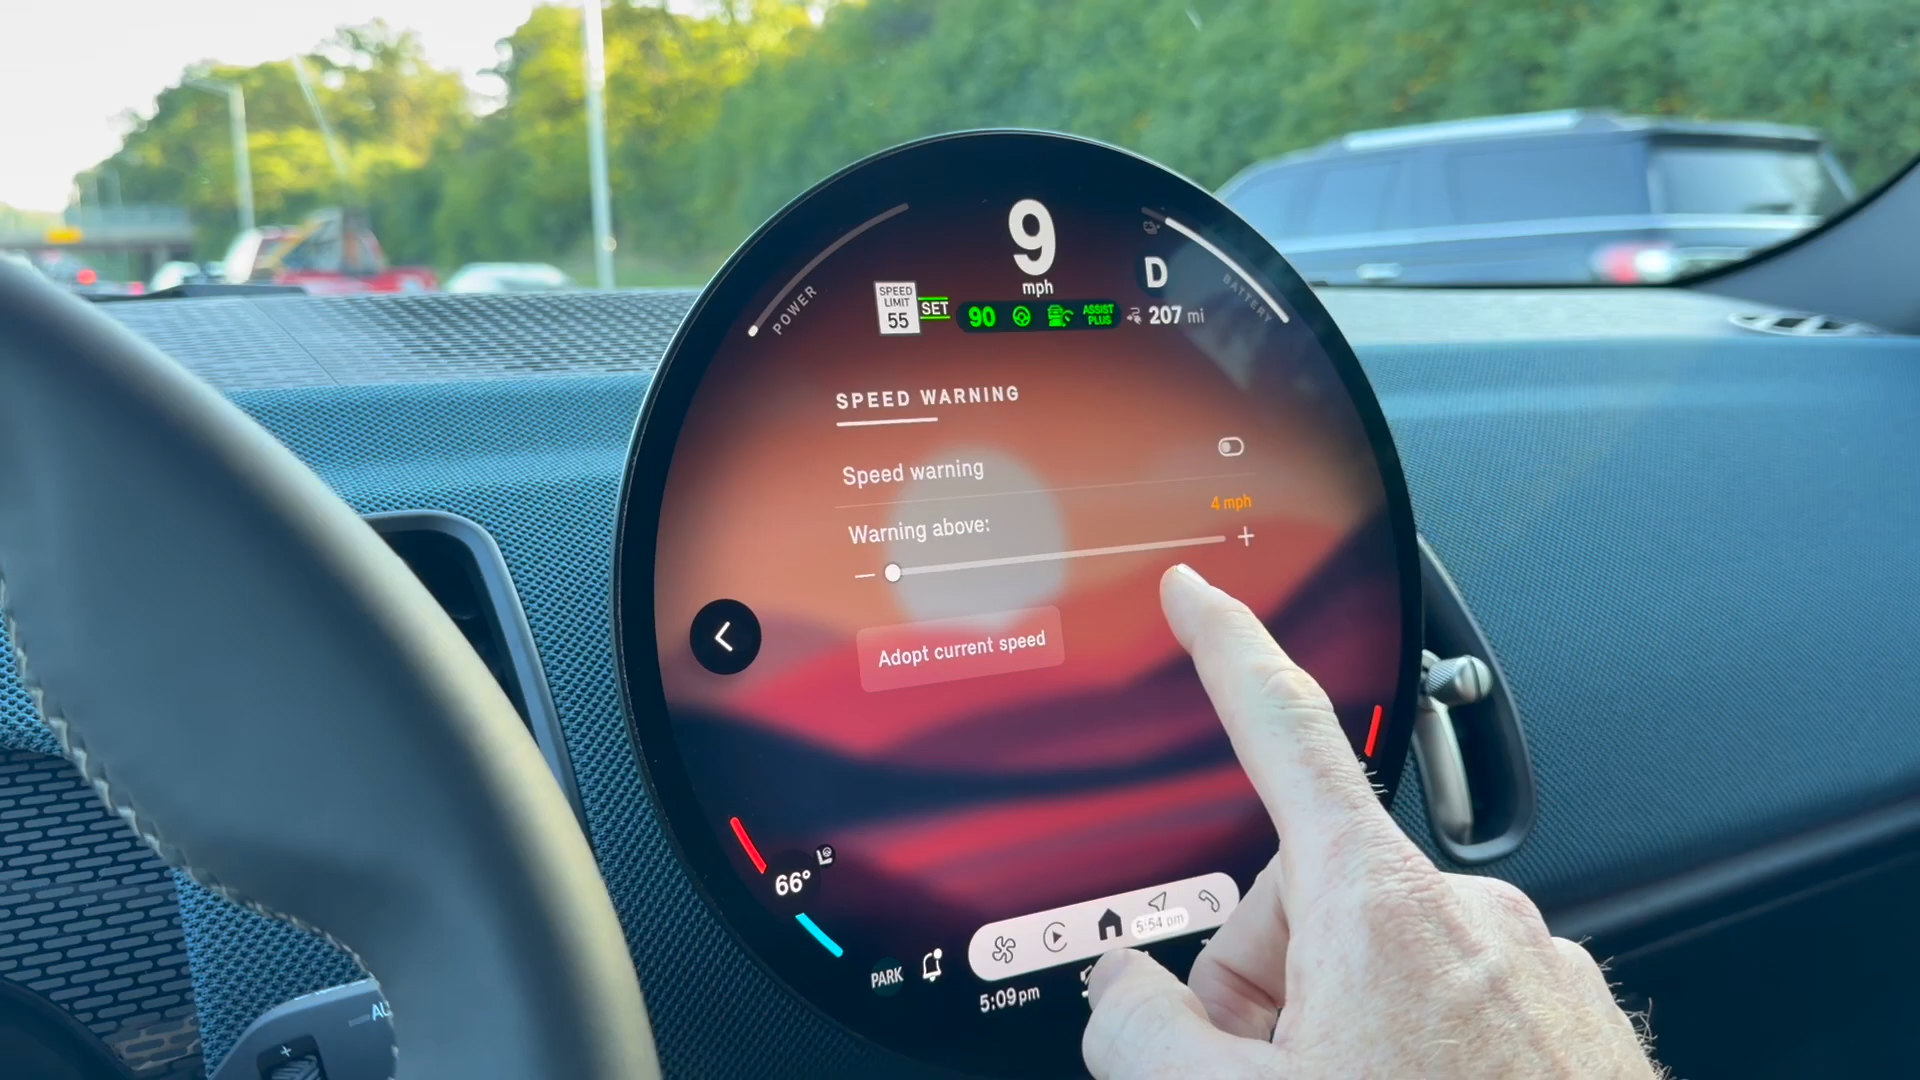 9
mph
D
POWER
BATTERY
SPEED
LIMIT
55
SET
90
ASSIST
PLUS
207 mi
SPEED WARNING
Speed warning
4 mph
Warning above:
Adopt current speed
66°
5:54 pm
PARK
5:09pm